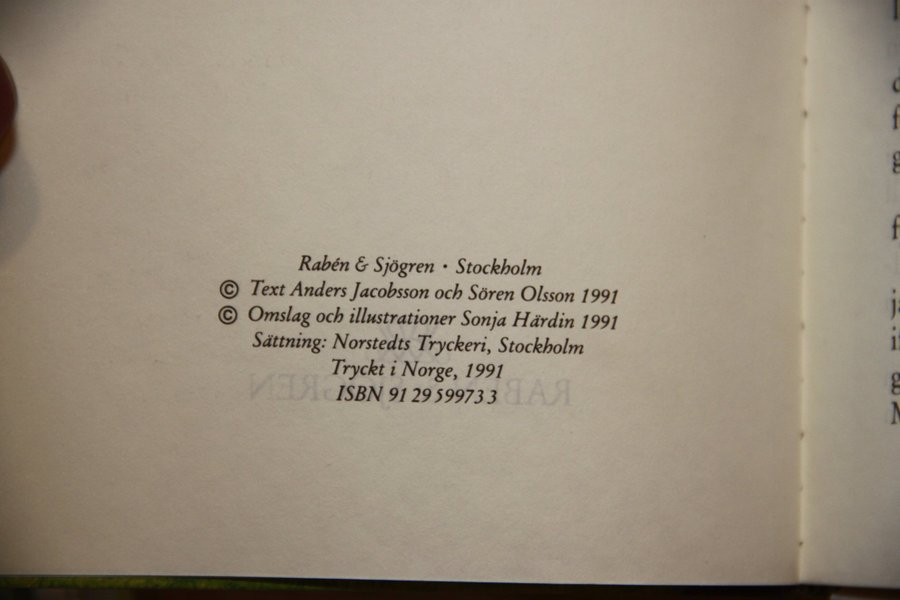 Rabén & Sjögren · Stockholm
© Text Anders Jacobsson och Sören Olsson 1991
© Omslag och illustrationer Sonja Härdin 1991
Sättning: Norstedts Tryckeri, Stockholm
Tryckt i Norge, 1991
ISBN 91 29 59973 3